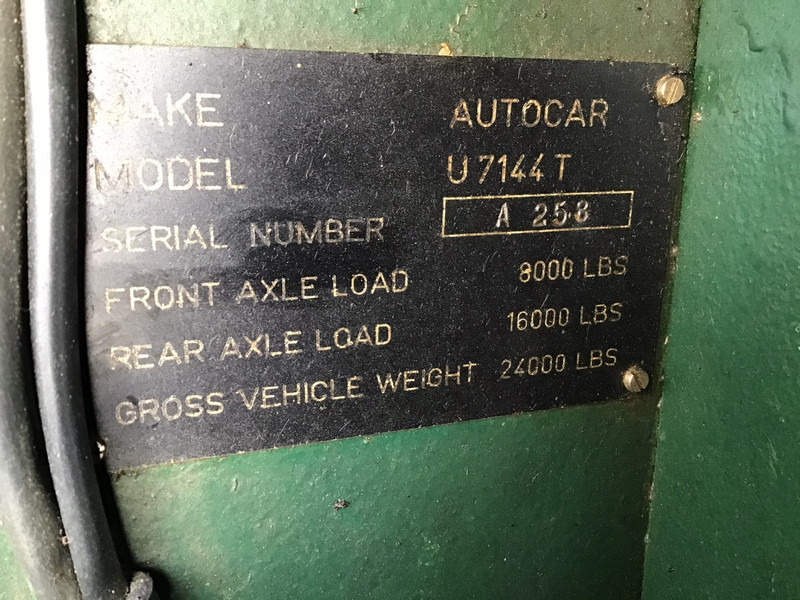 MAKE AUTOCAR
MODEL U7144T
SERIAL NUMBER A 258
FRONT AXLE LOAD 8000 LBS
REAR AXLE LOAD 16000 LBS
GROSS VEHICLE WEIGHT 24000 LBS